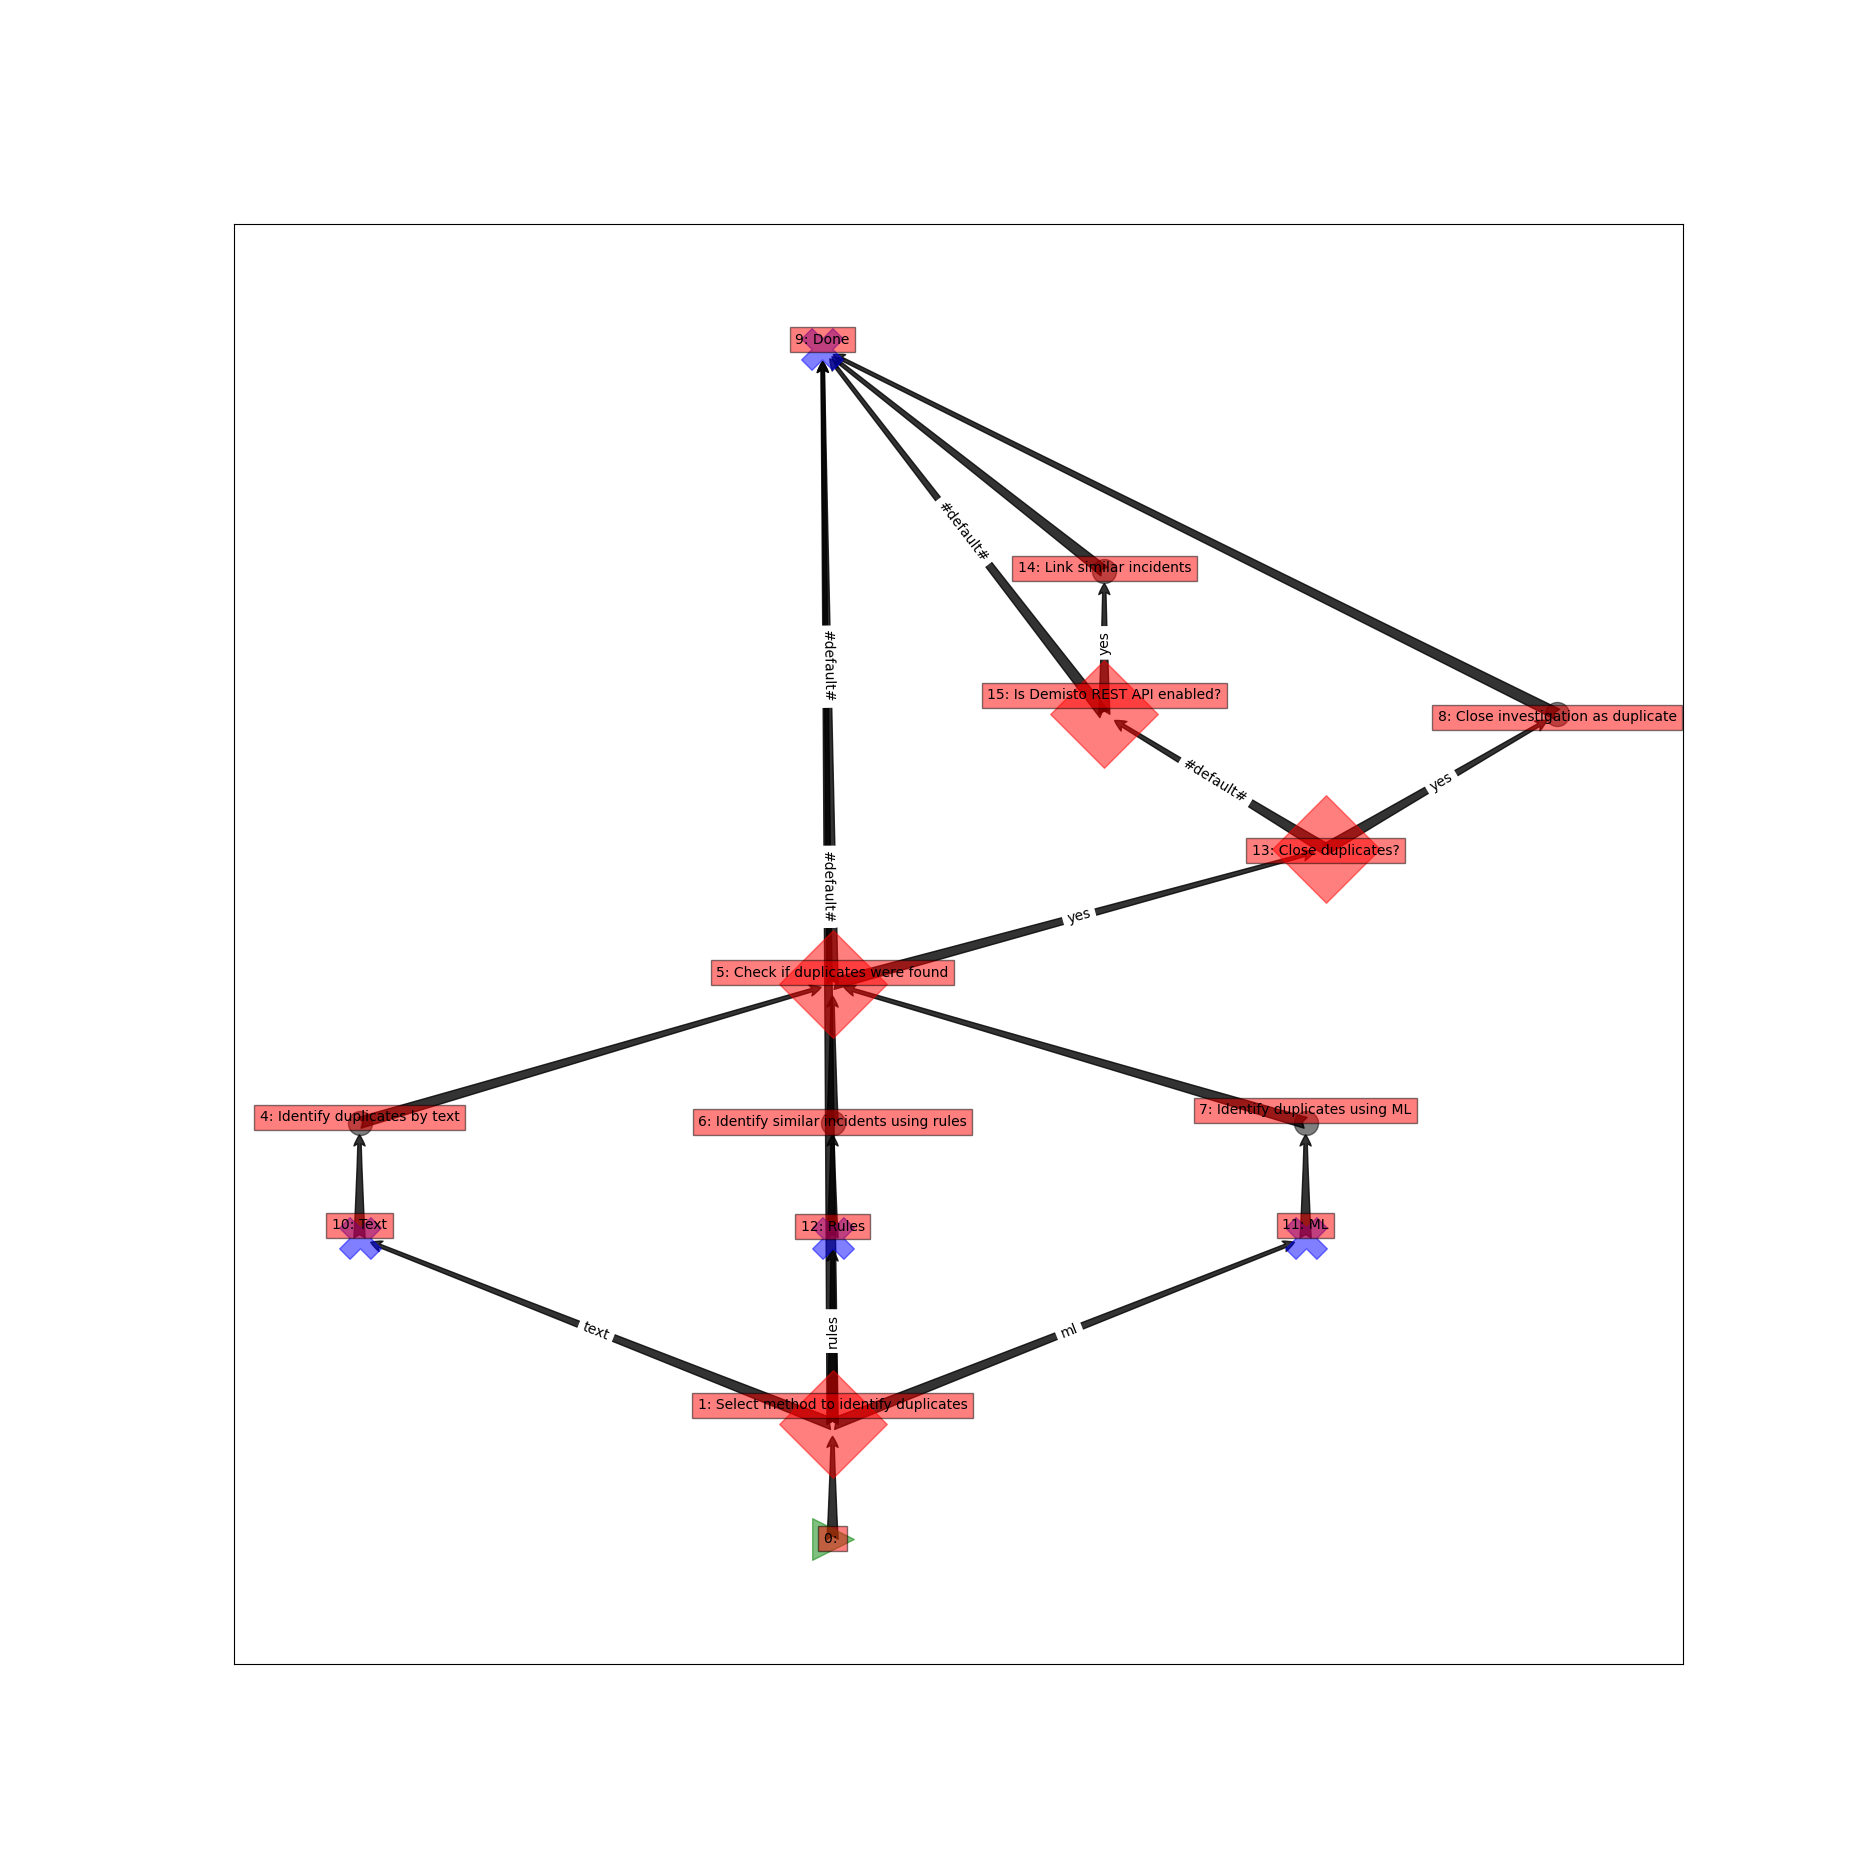 9: Done
#default#
14: Link similar incidents
#default#
yes
15: Is Demisto REST API enabled?
8: Close investigation as duplicate
#default#
yes
13: Close duplicates?
#default#
yes
5: Check if duplicates were found
4: Identify duplicates by text
6: Identify similar incidents using rules
7: Identify duplicates using ML
10: Text
12: Rules
11: ML
text
rules
ml
1: Select method to identify duplicates
0: